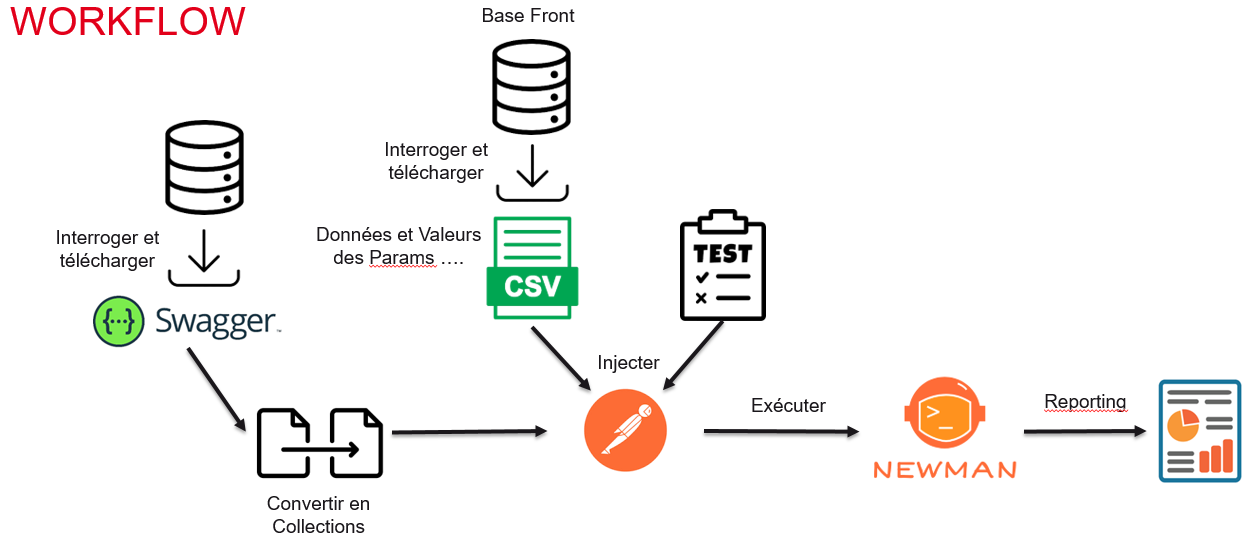 WORKFLOW
Base Front
Interroger et
télécharger
Interroger et
télécharger
Données et Valeurs
des Params ….
CSV
TEST
Swagger™
Injecter
Exécuter
>_
NEWMAN
Reporting
Convertir en
Collections